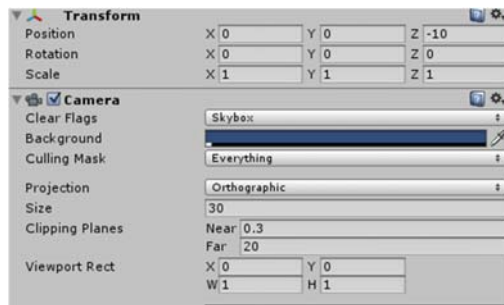 Transform
Position X 0 Y 0 Z -10
Rotation X 0 Y 0 Z 0
Scale X 1 Y 1 Z 1
Camera
Clear Flags Skybox
Background
Culling Mask Everything
Projection Orthographic
Size 30
Clipping Planes Near 0.3
Far 20
Viewport Rect X 0 Y 0
W 1 H 1